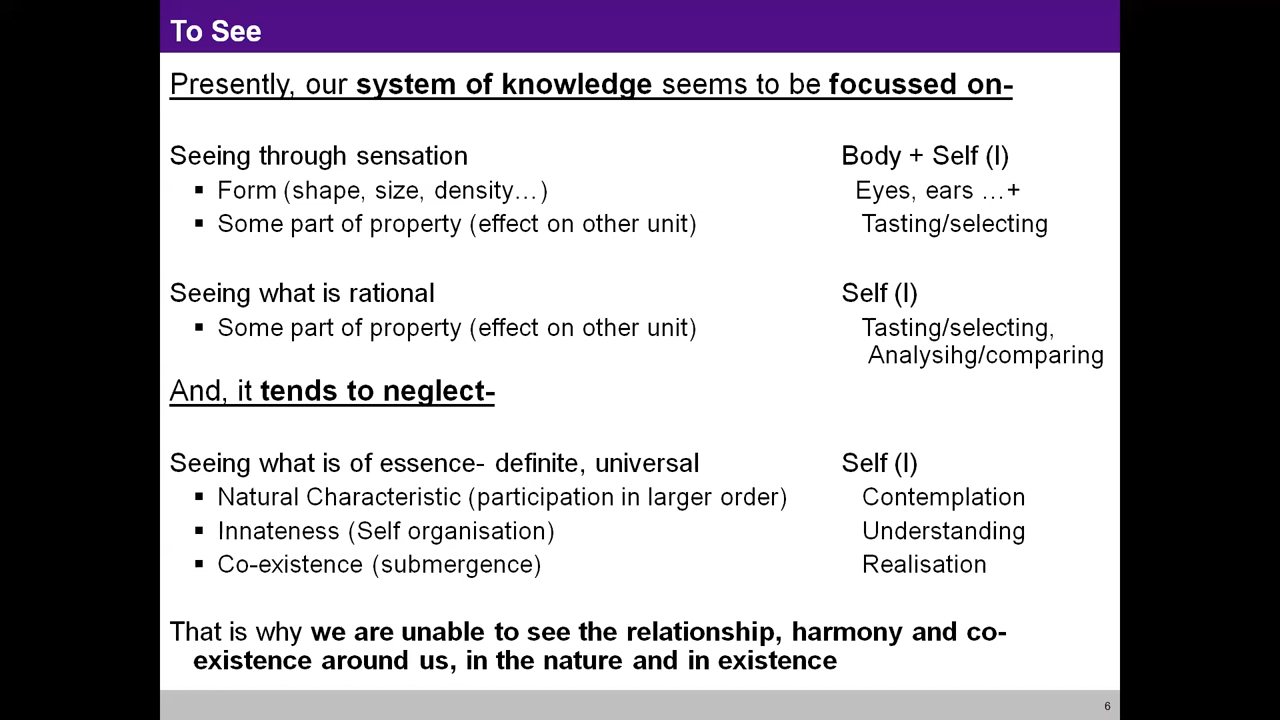 To See
Presently, our system of knowledge seems to be focussed on-
Seeing through sensation Body + Self (I)
▪ Form (shape, size, density…) Eyes, ears …+
▪ Some part of property (effect on other unit) Tasting/selecting
Seeing what is rational Self (I)
▪ Some part of property (effect on other unit) Tasting/selecting,
Analysihg/comparing
And, it tends to neglect-
Seeing what is of essence- definite, universal Self (I)
▪ Natural Characteristic (participation in larger order) Contemplation
▪ Innateness (Self organisation) Understanding
▪ Co-existence (submergence) Realisation
That is why we are unable to see the relationship, harmony and co-
existence around us, in the nature and in existence
6